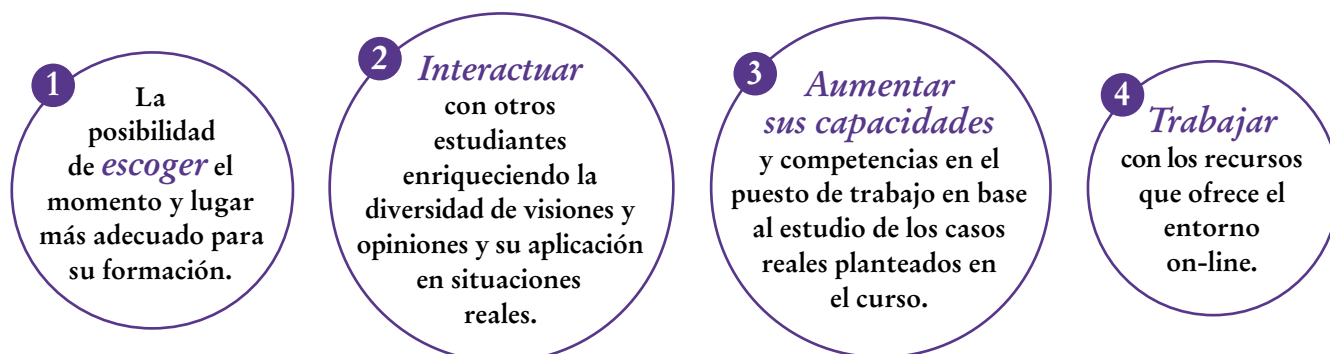 1
La
posibilidad
de escoger el
momento y lugar
más adecuado para
su formación.
2
Interactuar
con otros
estudiantes
enriqueciendo la
diversidad de visiones y
opiniones y su aplicación
en situaciones
reales.
3
Aumentar
sus capacidades
y competencias en el
puesto de trabajo en base
al estudio de los casos
reales planteados en
el curso.
4
Trabajar
con los recursos
que ofrece el
entorno
on-line.